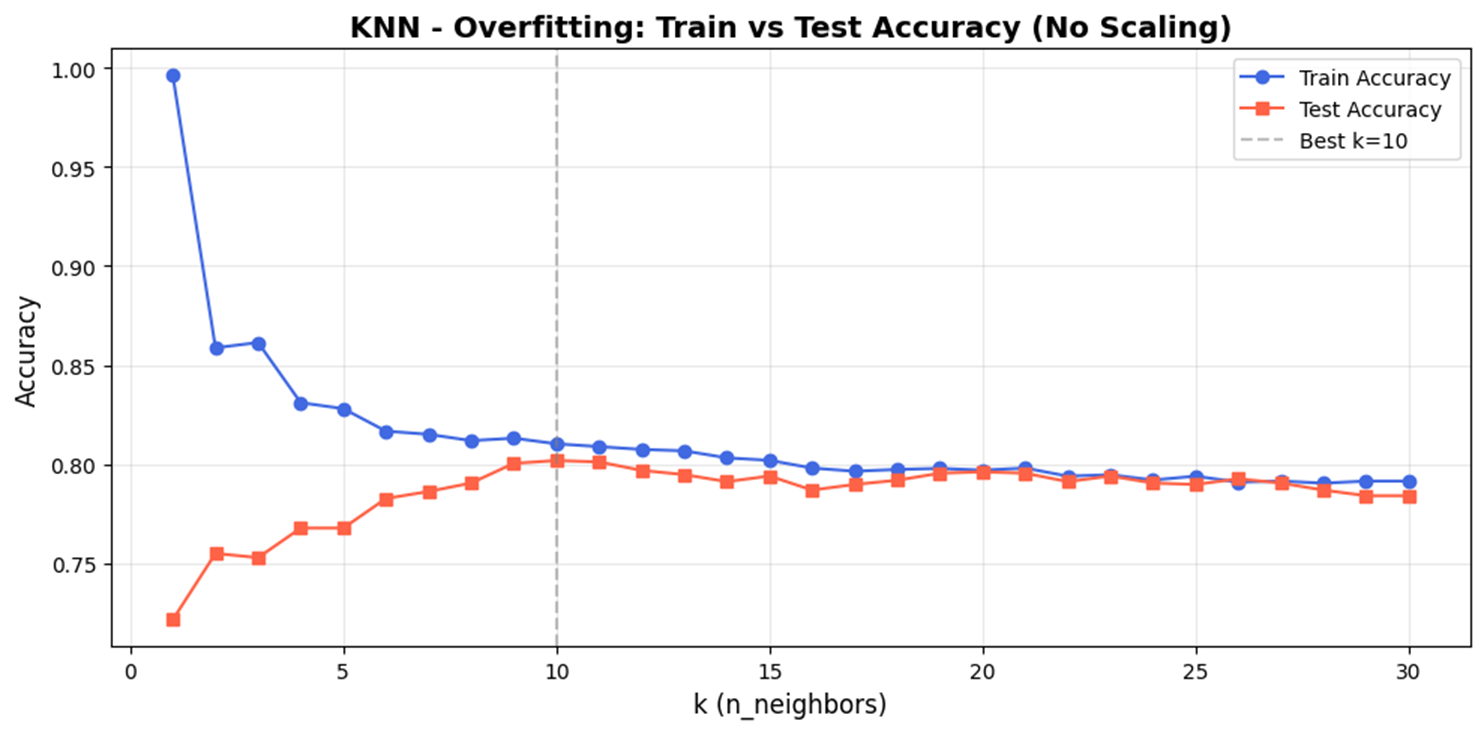 KNN - Overfitting: Train vs Test Accuracy (No Scaling)
Train Accuracy
Test Accuracy
Best k=10
Accuracy
1.00
0.95
0.90
0.85
0.80
0.75
0 5 10 15 20 25 30
k (n_neighbors)